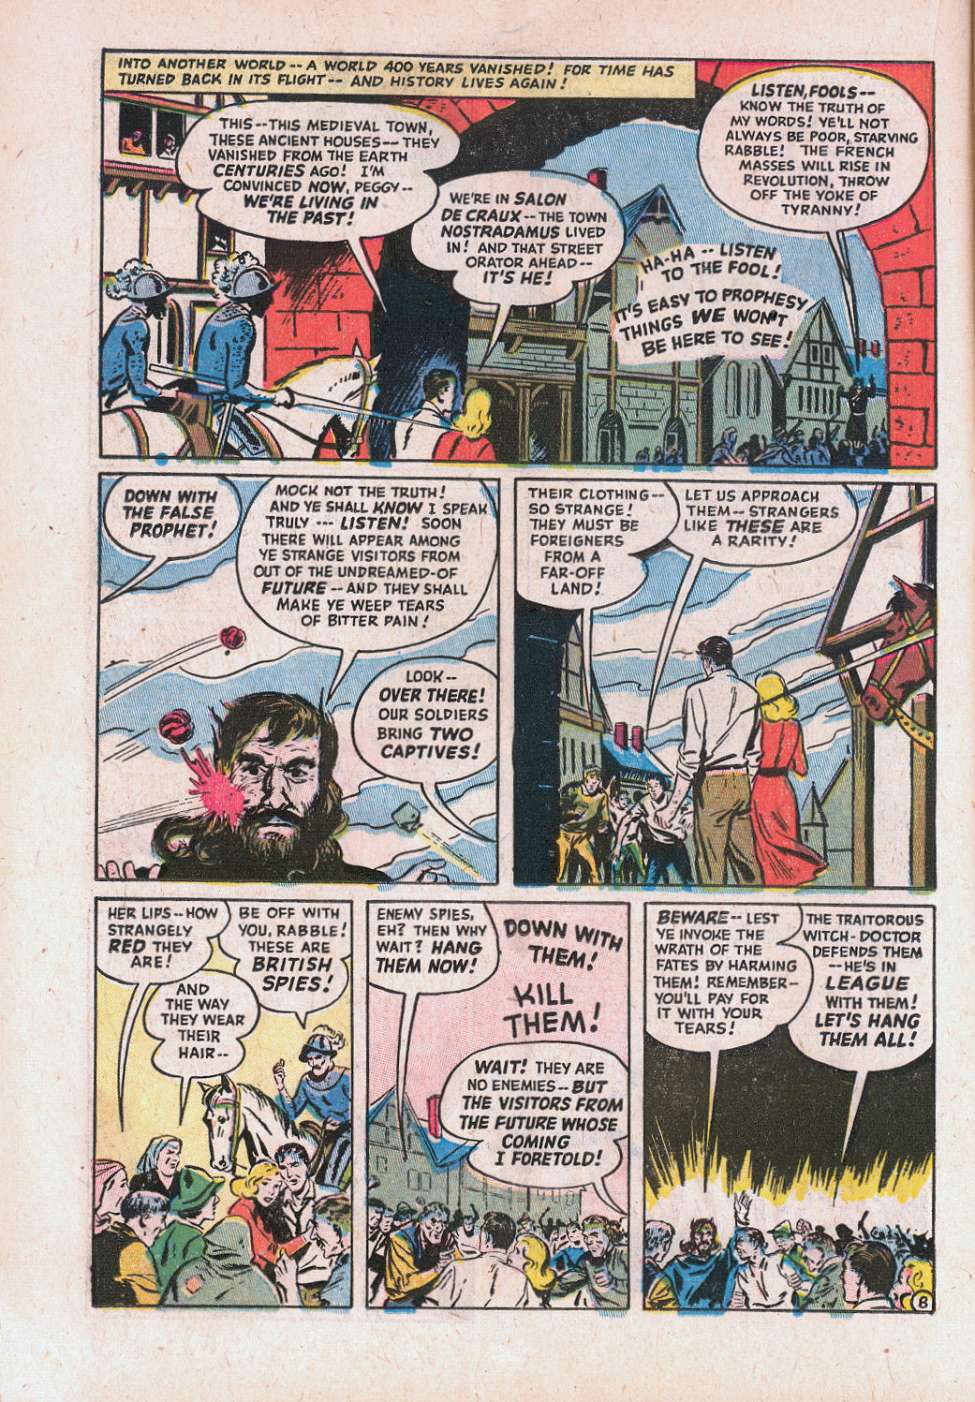 INTO ANOTHER WORLD -- A WORLD 400 YEARS VANISHED! FOR TIME HAS
TURNED BACK IN ITS FLIGHT -- AND HISTORY LIVES AGAIN!
THIS -- THIS MEDIEVAL TOWN,
THESE ANCIENT HOUSES -- THEY
VANISHED FROM THE EARTH
CENTURIES AGO! I'M
CONVINCED NOW, PEGGY --
WE'RE LIVING IN
THE PAST!
WE'RE IN SALON
DE CRAUX -- THE TOWN
NOSTRADAMUS LIVED
IN! AND THAT STREET
ORATOR AHEAD --
IT'S HE!
HA-HA -- LISTEN
TO THE FOOL!
IT'S EASY TO PROPHESY
THINGS WE WON'T
BE HERE TO SEE!
LISTEN, FOOLS --
KNOW THE TRUTH OF
MY WORDS! YE'LL NOT
ALWAYS BE POOR, STARVING
RABBLE! THE FRENCH
MASSES WILL RISE IN
REVOLUTION, THROW
OFF THE YOKE OF
TYRANNY!
DOWN WITH
THE FALSE
PROPHET!
MOCK NOT THE TRUTH!
AND YE SHALL KNOW I SPEAK
TRULY --- LISTEN! SOON
THERE WILL APPEAR AMONG
YE STRANGE VISITORS FROM
OUT OF THE UNDREAMED-OF
FUTURE -- AND THEY SHALL
MAKE YE WEEP TEARS
OF BITTER PAIN!
LOOK --
OVER THERE!
OUR SOLDIERS
BRING TWO
CAPTIVES!
THEIR CLOTHING --
SO STRANGE!
THEY MUST BE
FOREIGNERS
FROM A
FAR-OFF
LAND!
LET US APPROACH
THEM -- STRANGERS
LIKE THESE ARE
A RARITY!
HER LIPS -- HOW
STRANGELY
RED THEY
ARE!
AND
THE WAY
THEY WEAR
THEIR
HAIR --
BE OFF WITH
YOU, RABBLE!
THESE ARE
BRITISH
SPIES!
ENEMY SPIES,
EH? THEN WHY
WAIT? HANG
THEM NOW!
DOWN WITH
THEM!
KILL
THEM!
WAIT! THEY ARE
NO ENEMIES -- BUT
THE VISITORS FROM
THE FUTURE WHOSE
COMING
I FORETOLD!
BEWARE -- LEST
YE INVOKE THE
WRATH OF THE
FATES BY HARMING
THEM! REMEMBER --
YOU'LL PAY FOR
IT WITH YOUR
TEARS!
THE TRAITOROUS
WITCH-DOCTOR
DEFENDS THEM
-- HE'S IN
LEAGUE
WITH THEM!
LET'S HANG
THEM ALL!
8